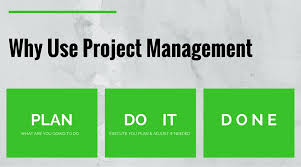 Why Use Project Management
PLAN
WHAT ARE YOU GOING TO DO
DO IT
EXECUTE YOU PLAN & ADJUST IF NEEDED
DONE